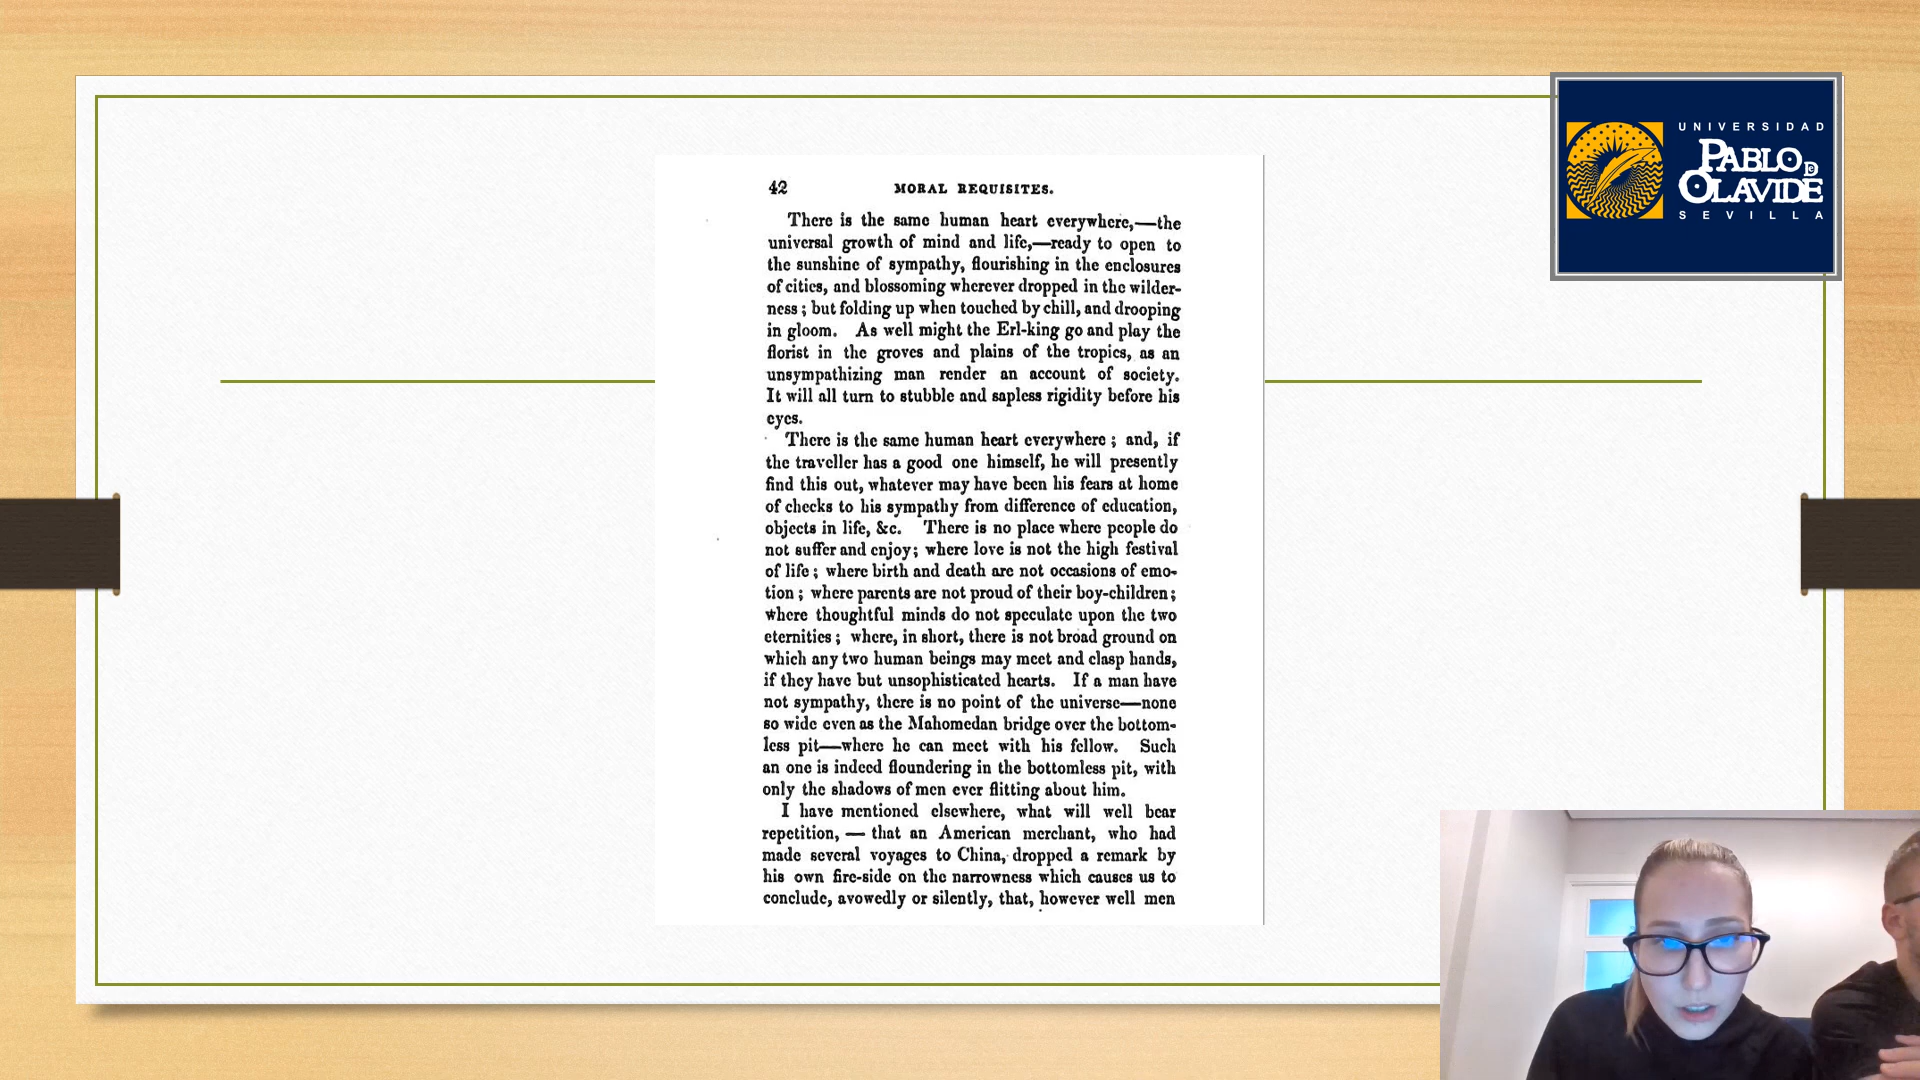 UNIVERSIDAD
PABLO DE
OLAVIDE
SEVILLA
42 MORAL REQUISITES.
There is the same human heart everywhere,—the
universal growth of mind and life,—ready to open to
the sunshine of sympathy, flourishing in the enclosures
of cities, and blossoming wherever dropped in the wilder-
ness; but folding up when touched by chill, and drooping
in gloom. As well might the Erl-king go and play the
florist in the groves and plains of the tropics, as an
unsympathizing man render an account of society.
It will all turn to stubble and sapless rigidity before his
eyes.
There is the same human heart everywhere; and, if
the traveller has a good one himself, he will presently
find this out, whatever may have been his fears at home
of checks to his sympathy from difference of education,
objects in life, &c. There is no place where people do
not suffer and enjoy; where love is not the high festival
of life; where birth and death are not occasions of emo-
tion; where parents are not proud of their boy-children;
where thoughtful minds do not speculate upon the two
eternities; where, in short, there is not broad ground on
which any two human beings may meet and clasp hands,
if they have but unsophisticated hearts. If a man have
not sympathy, there is no point of the universe—none
so wide even as the Mahomedan bridge over the bottom-
less pit—where he can meet with his fellow. Such
an one is indeed floundering in the bottomless pit, with
only the shadows of men ever flitting about him.
I have mentioned elsewhere, what will well bear
repetition, — that an American merchant, who had
made several voyages to China, dropped a remark by
his own fire-side on the narrowness which causes us to
conclude, avowedly or silently, that, however well men